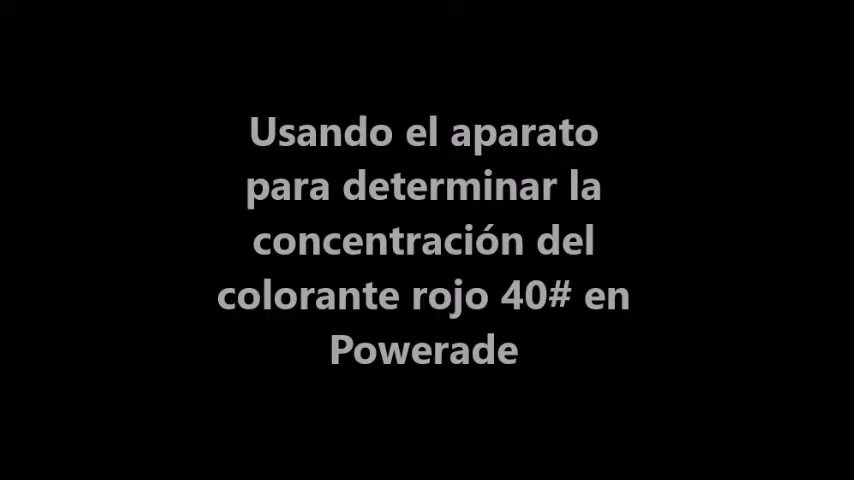 Usando el aparato
para determinar la
concentración del
colorante rojo 40# en
Powerade